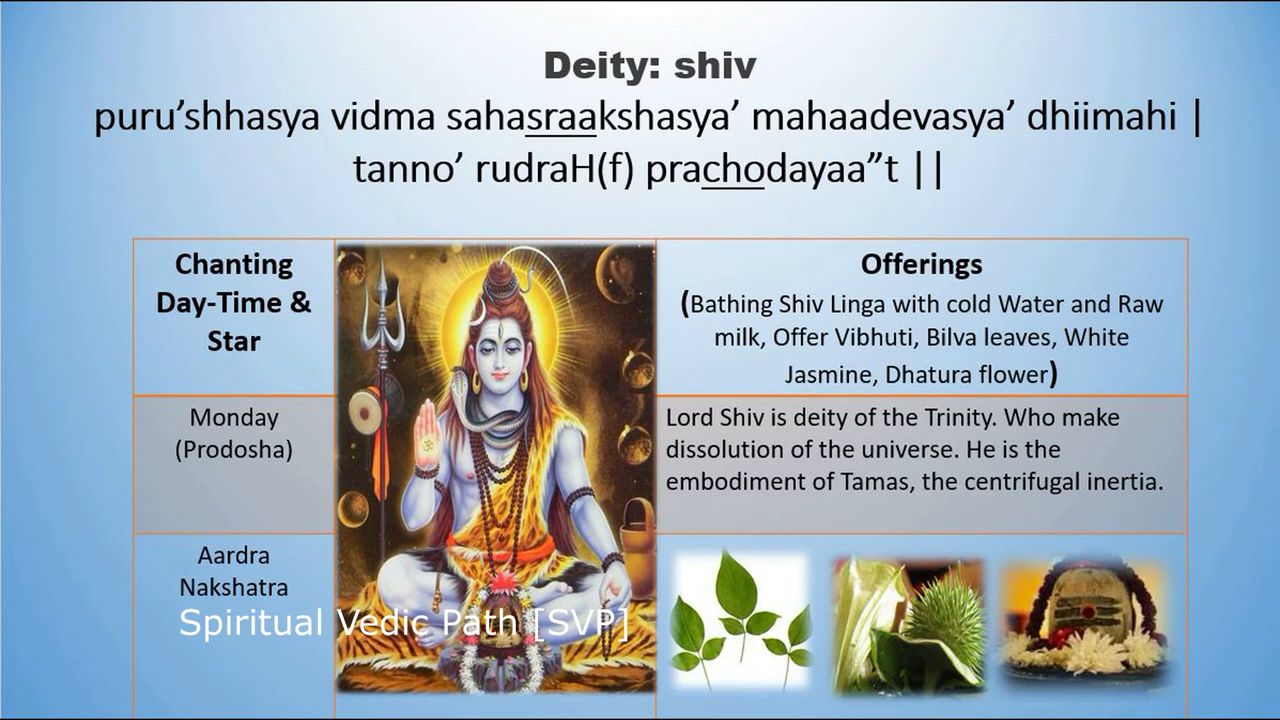 Deity: shiv
puru’shhasya vidma sahasraakshasya’ mahaadevasya’ dhiimahi |
tanno’ rudraH(f) prachodayaa”t ||
Chanting
Day-Time &
Star
Offerings
(Bathing Shiv Linga with cold Water and Raw
milk, Offer Vibhuti, Bilva leaves, White
Jasmine, Dhatura flower)
Monday
(Prodosha)
Lord Shiv is deity of the Trinity. Who make
dissolution of the universe. He is the
embodiment of Tamas, the centrifugal inertia.
Aardra
Nakshatra
Spiritual Vedic Path [SVP]
ॐ